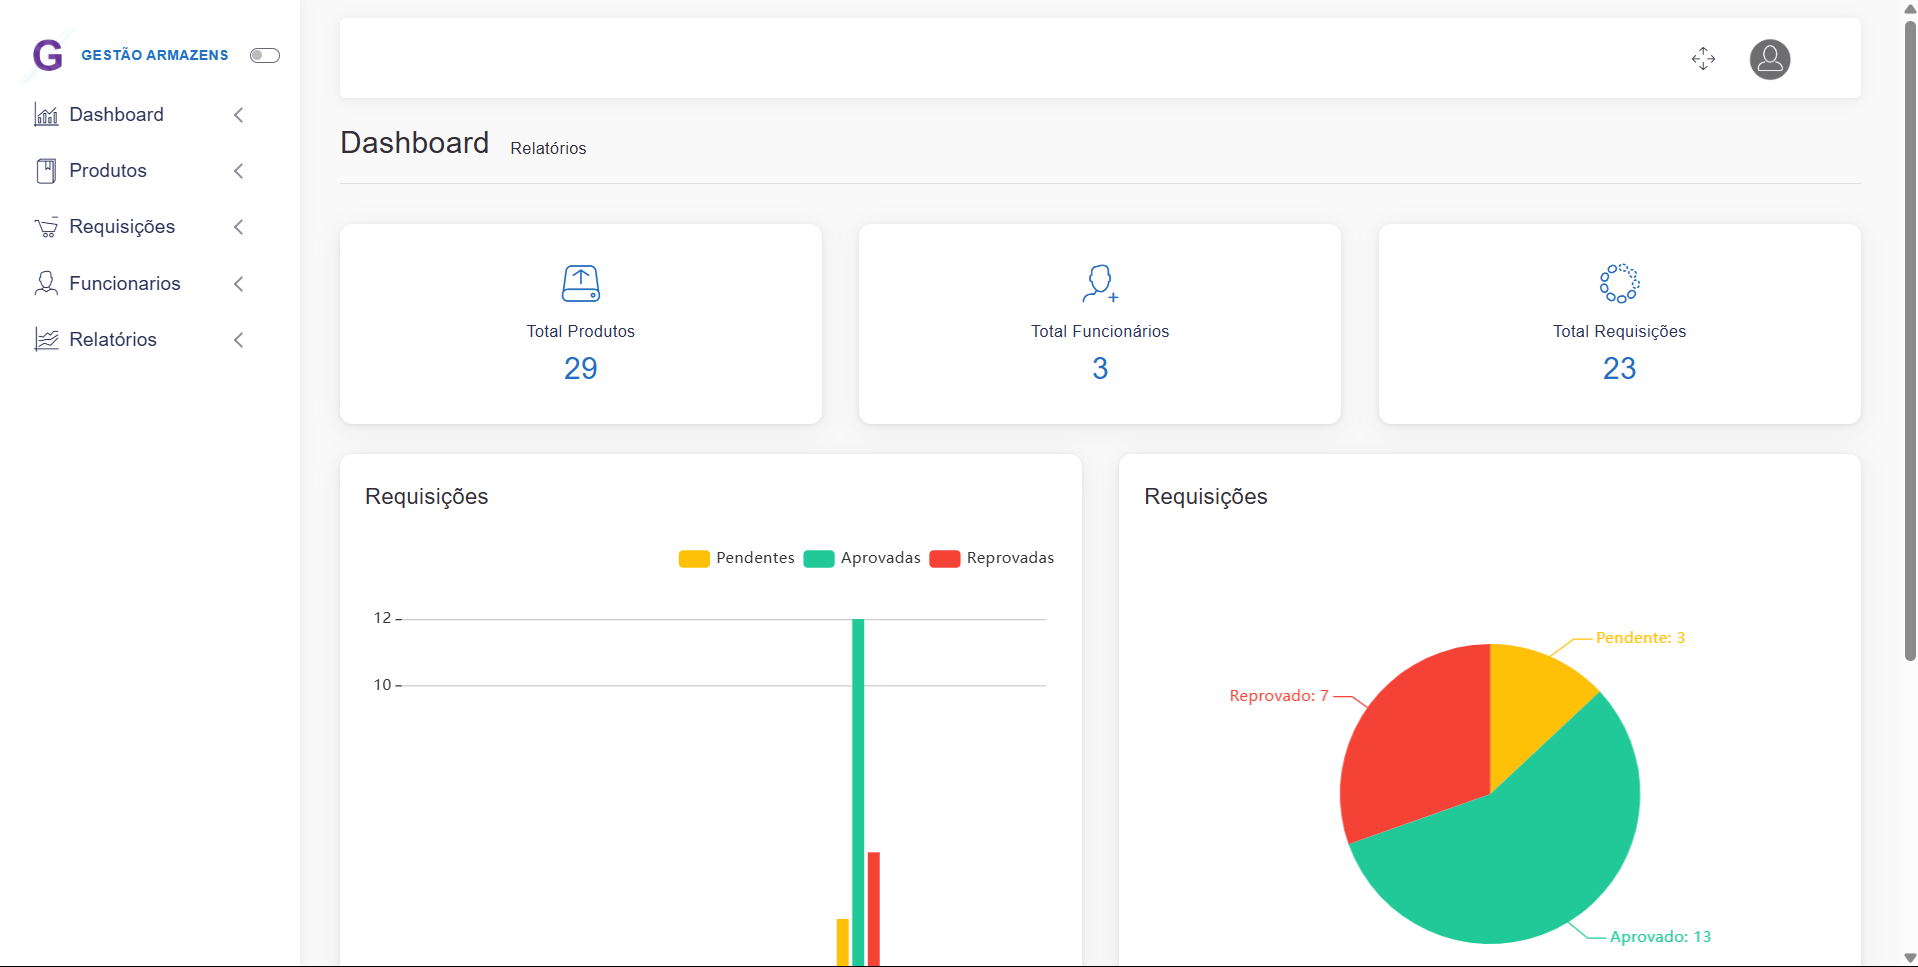 G GESTÃO ARMAZENS
Dashboard
Produtos
Requisições
Funcionarios
Relatórios
Dashboard Relatórios
Total Produtos
29
Total Funcionários
3
Total Requisições
23
Requisições
Pendentes Aprovadas Reprovadas
12
10
Requisições
Pendente: 3
Reprovado: 7
Aprovado: 13